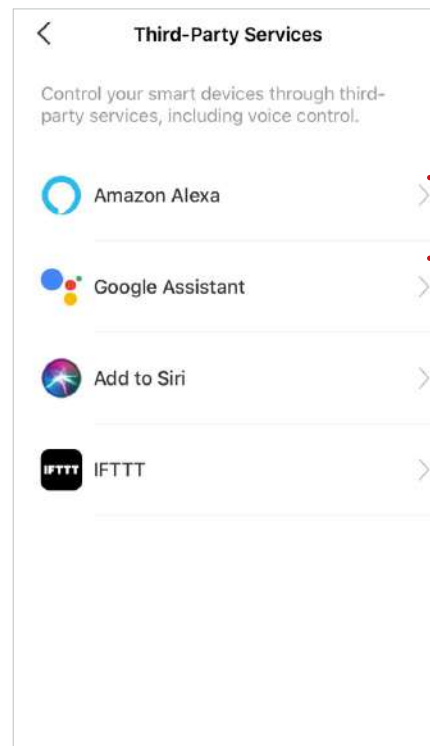 Third-Party Services
Control your smart devices through third-
party services, including voice control.
Amazon Alexa
Google Assistant
Add to Siri
IFTTT IFTTT